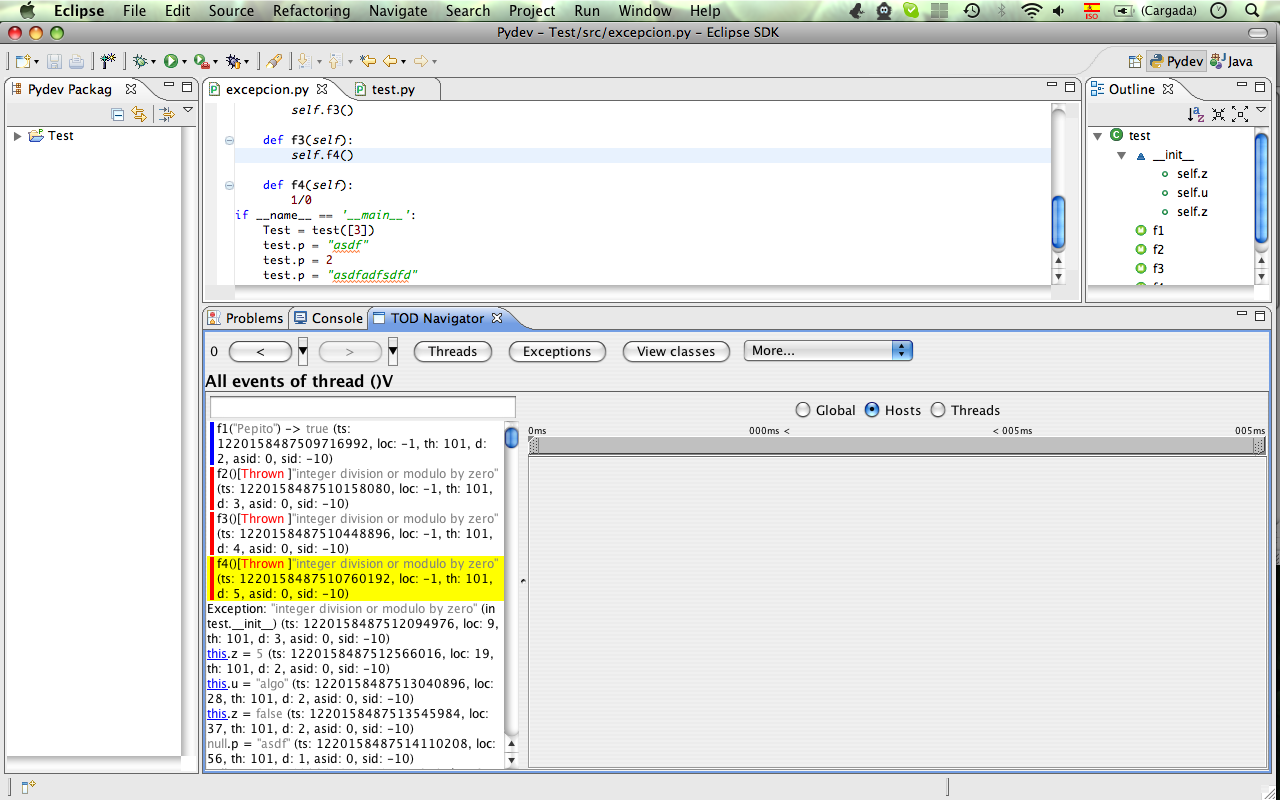 Eclipse File Edit Source Refactoring Navigate Search Project Run Window Help ISO (Cargada)
Pydev – Test/src/excepcion.py – Eclipse SDK
Pydev Java
Pydev Packag
Test
excepcion.py test.py
self.f3()
def f3(self):
self.f4()
def f4(self):
1/0
if __name__ == '__main__':
Test = test([3])
test.p = "asdf"
test.p = 2
test.p = "asdfadfsdfd"
Outline
test
__init__
self.z
self.u
self.z
f1
f2
f3
Problems Console TOD Navigator
0 < > Threads Exceptions View classes More...
All events of thread ()V
Global Hosts Threads
0ms 000ms < < 005ms 005ms
f1("Pepito") -> true (ts:
1220158487509716992, loc: -1, th: 101, d:
2, asid: 0, sid: -10)
f2()[Thrown ]"integer division or modulo by zero"
(ts: 1220158487510158080, loc: -1, th: 101,
d: 3, asid: 0, sid: -10)
f3()[Thrown ]"integer division or modulo by zero"
(ts: 1220158487510448896, loc: -1, th: 101,
d: 4, asid: 0, sid: -10)
f4()[Thrown ]"integer division or modulo by zero"
(ts: 1220158487510760192, loc: -1, th: 101,
d: 5, asid: 0, sid: -10)
Exception: "integer division or modulo by zero" (in
test.__init__) (ts: 1220158487512094976, loc: 9,
th: 101, d: 3, asid: 0, sid: -10)
this.z = 5 (ts: 1220158487512566016, loc: 19,
th: 101, d: 2, asid: 0, sid: -10)
this.u = "algo" (ts: 1220158487513040896, loc:
28, th: 101, d: 2, asid: 0, sid: -10)
this.z = false (ts: 1220158487513545984, loc:
37, th: 101, d: 2, asid: 0, sid: -10)
null.p = "asdf" (ts: 1220158487514110208, loc:
56, th: 101, d: 1, asid: 0, sid: -10)